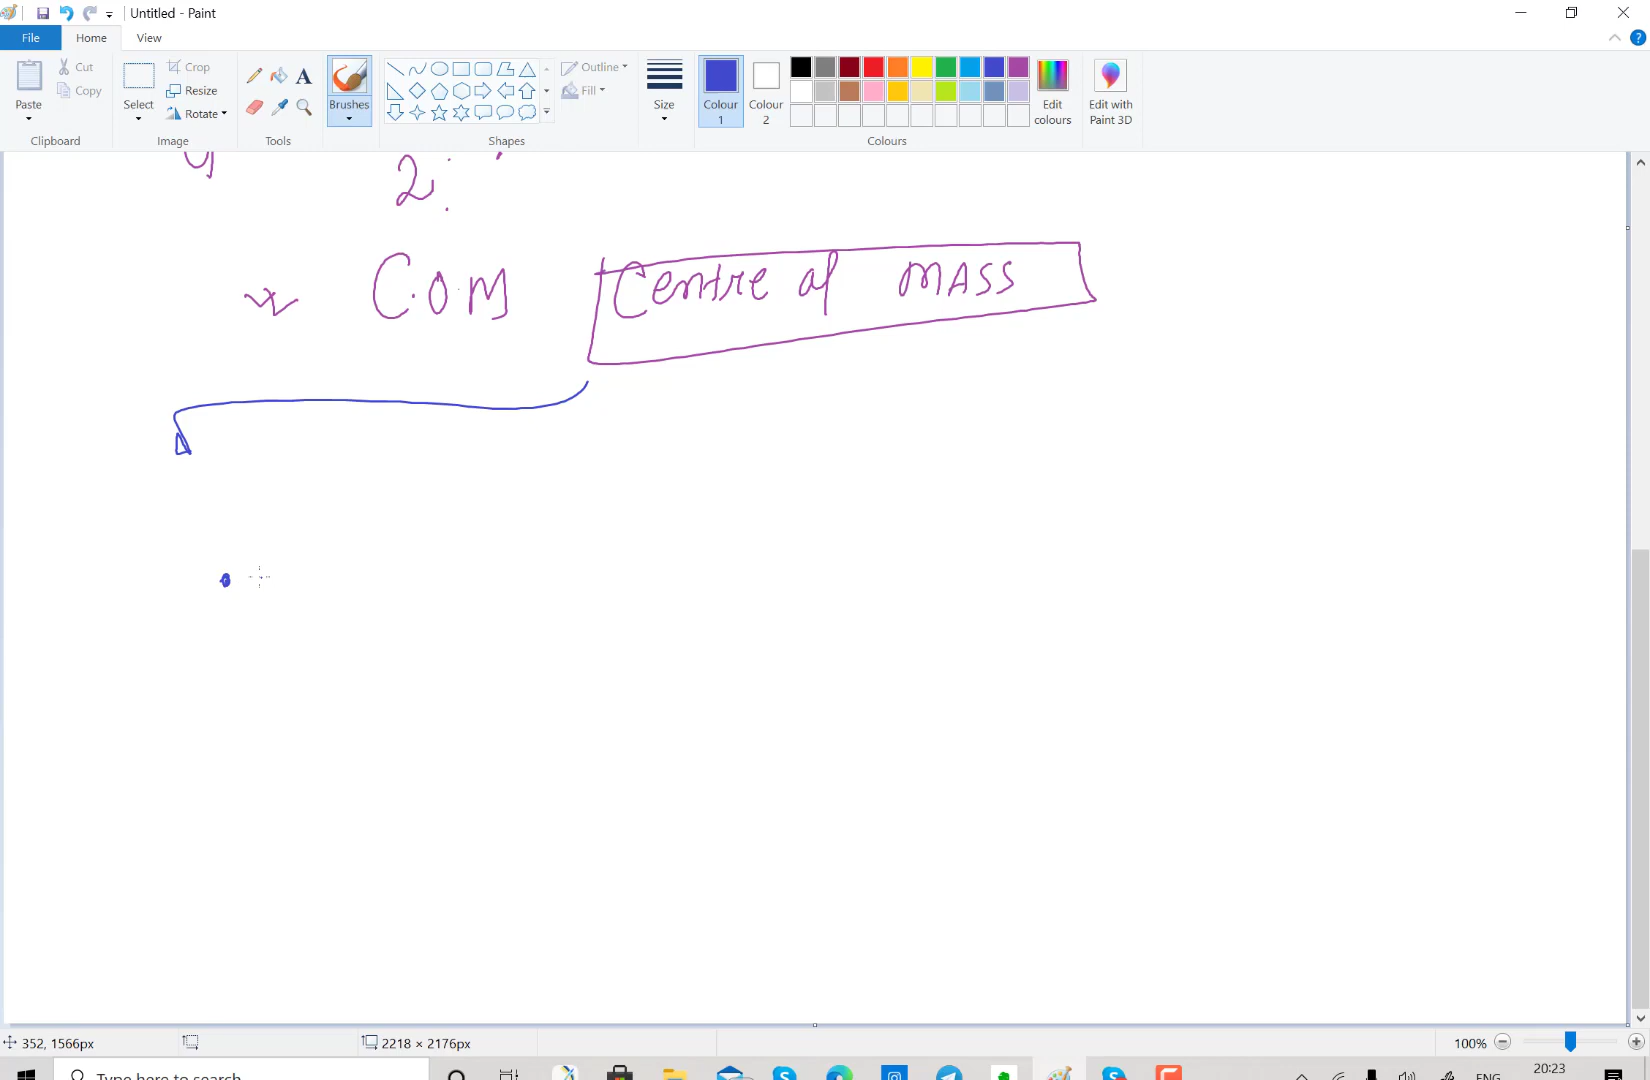 Untitled - Paint
File Home View
Paste
Cut
Copy
Clipboard
Select
Crop
Resize
Rotate
Image
Tools
Brushes
Outline
Fill
Shapes
Size
Colour 1
Colour 2
Edit colours
Edit with Paint 3D
Colours
2
C.O.M Centre of MASS
352, 1566px
2218 × 2176px
100%
Type here to search
ENG
20:23